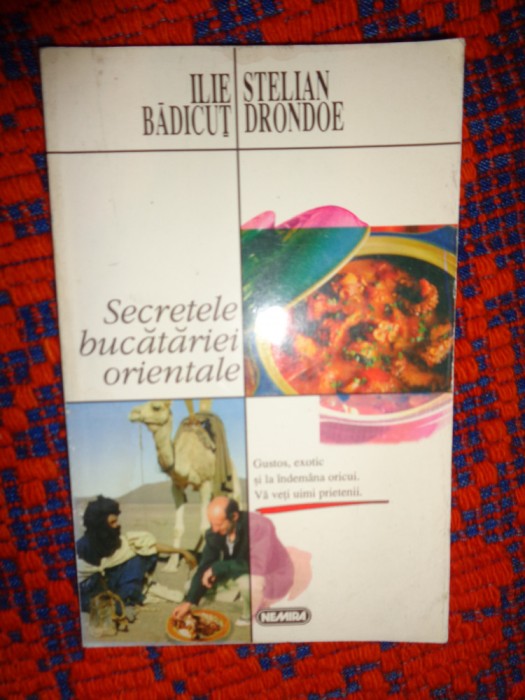 ILIE STELIAN
BĂDICUȚ DRONDOE
Secretele
bucătăriei
orientale
Gustos, exotic
și la îndemâna oricui.
Vă veți uimi prietenii.
NEMIRA